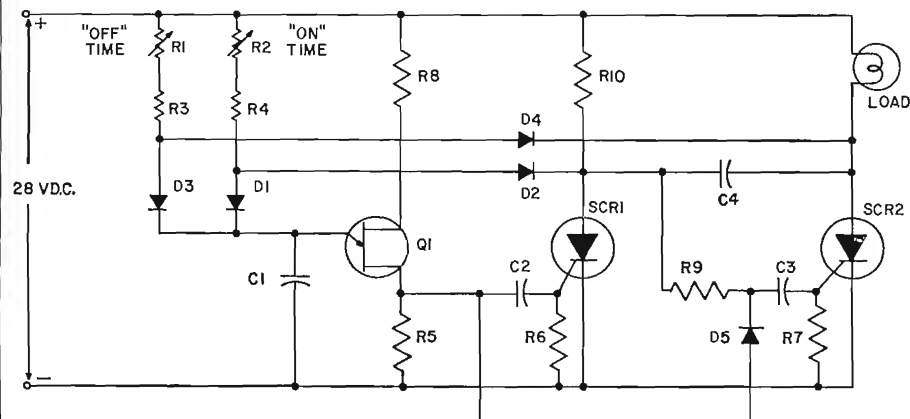 +
"OFF" TIME
R1
R2
"ON" TIME
R8
R10
LOAD
R3
R4
D4
28 V.D.C.
D3
D1
D2
C4
SCR1
SCR2
Q1
C1
C2
R9
C3
R5
R6
D5
R7
−